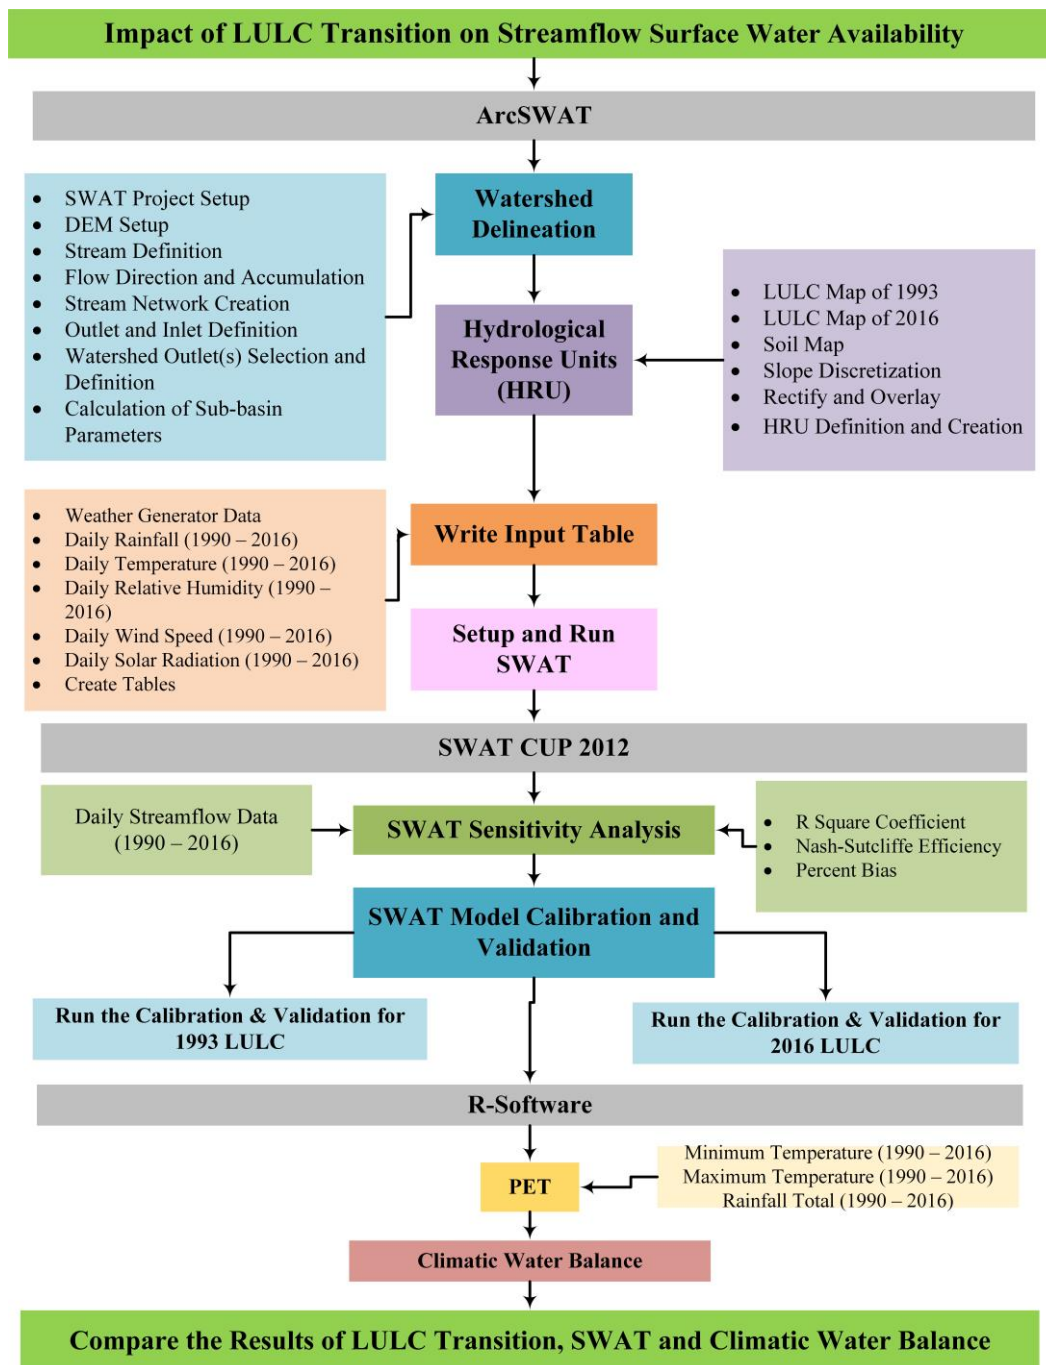 Impact of LULC Transition on Streamflow Surface Water Availability
ArcSWAT
• SWAT Project Setup
• DEM Setup
• Stream Definition
• Flow Direction and Accumulation
• Stream Network Creation
• Outlet and Inlet Definition
• Watershed Outlet(s) Selection and
Definition
• Calculation of Sub-basin
Parameters
Watershed
Delineation
Hydrological
Response Units
(HRU)
• LULC Map of 1993
• LULC Map of 2016
• Soil Map
• Slope Discretization
• Rectify and Overlay
• HRU Definition and Creation
• Weather Generator Data
• Daily Rainfall (1990 – 2016)
• Daily Temperature (1990 – 2016)
• Daily Relative Humidity (1990 –
2016)
• Daily Wind Speed (1990 – 2016)
• Daily Solar Radiation (1990 – 2016)
• Create Tables
Write Input Table
Setup and Run
SWAT
SWAT CUP 2012
Daily Streamflow Data
(1990 – 2016)
SWAT Sensitivity Analysis
• R Square Coefficient
• Nash-Sutcliffe Efficiency
• Percent Bias
SWAT Model Calibration and
Validation
Run the Calibration & Validation for
1993 LULC
Run the Calibration & Validation for
2016 LULC
R-Software
PET
Minimum Temperature (1990 – 2016)
Maximum Temperature (1990 – 2016)
Rainfall Total (1990 – 2016)
Climatic Water Balance
Compare the Results of LULC Transition, SWAT and Climatic Water Balance